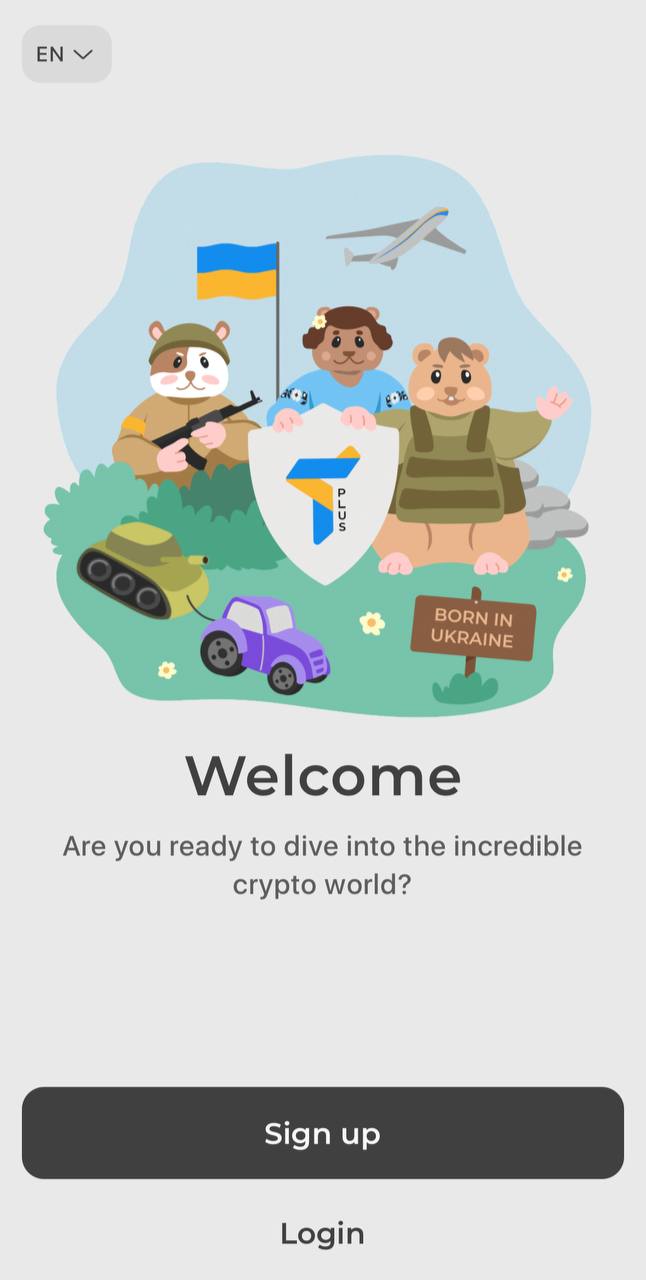 EN
PLUS
BORN IN
UKRAINE
Welcome
Are you ready to dive into the incredible
crypto world?
Sign up
Login